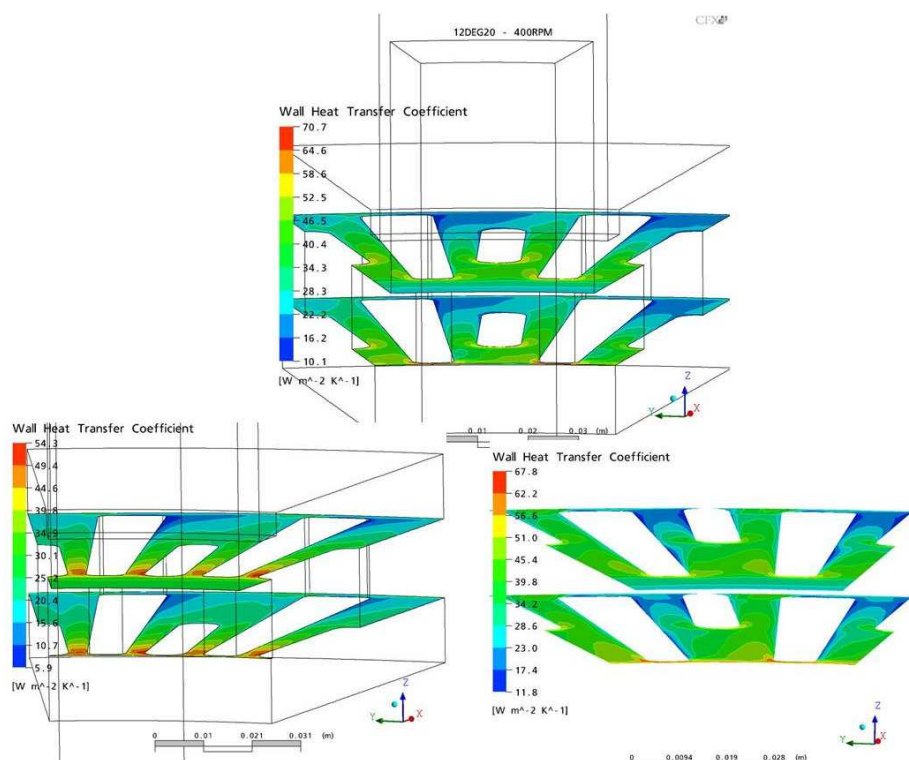 CFX
12DEG20 - 400RPM
Wall Heat Transfer Coefficient
70.7
64.6
58.6
52.5
46.5
40.4
34.3
28.3
22.2
16.2
10.1
[W m^-2 K^-1]
Z
Y
X
0.01 0.02 0.03 (m)
Wall Heat Transfer Coefficient
54.3
49.4
44.6
39.8
34.9
30.1
25.2
20.4
10.7
5.9
[W m^-2 K^-1]
Z
Y
X
0 0.01 0.021 0.031 (m)
Wall Heat Transfer Coefficient
67.8
62.2
56.6
51.0
45.4
39.8
34.2
28.6
23.0
17.4
11.8
[W m^-2 K^-1]
Z
Y
X
0 0.0094 0.019 0.028 (m)